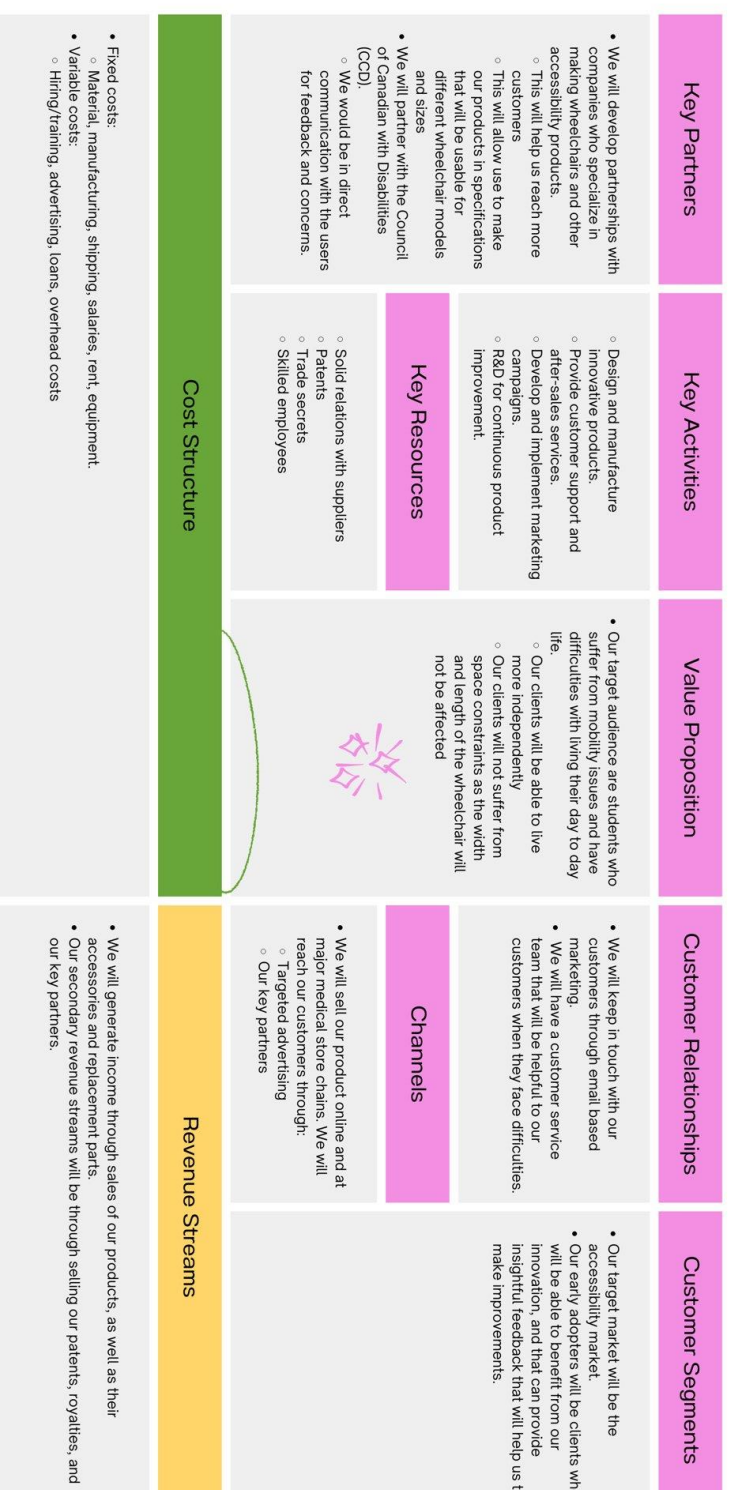 Key Partners
We will develop partnerships with
companies who specialize in
making wheelchairs and other
accessibility products.
This will help us reach more
customers
This will allow use to make
our products in specifications
that will be usable for
different wheelchair models
and sizes
We will partner with the Council
of Canadian with Disabilities
(CCD).
We would be in direct
communication with the users
for feedback and concerns.
Key Activities
Design and manufacture
innovative products.
Provide customer support and
after-sales services.
Develop and implement marketing
campaigns.
R&D for continuous product
improvement.
Key Resources
Solid relations with suppliers
Patents
Trade secrets
Skilled employees
Value Proposition
Our target audience are students who
suffer from mobility issues and have
difficulties with living their day to day
life.
Our clients will be able to live
more independently
Our clients will not suffer from
space constraints as the width
and length of the wheelchair will
not be affected
Customer Relationships
We will keep in touch with our
customers through email based
marketing.
We will have a customer service
team that will be helpful to our
customers when they face difficulties.
Channels
We will sell our product online and at
major medical store chains. We will
reach our customers through:
Targeted advertising
Our key partners
Customer Segments
Our target market will be the
accessibility market.
Our early adopters will be clients wh
will be able to benefit from our
innovation, and that can provide
insightful feedback that will help us t
make improvements.
Cost Structure
Fixed costs:
Material, manufacturing, shipping, salaries, rent, equipment.
Variable costs:
Hiring/training, advertising, loans, overhead costs
Revenue Streams
We will generate income through sales of our products, as well as their
accessories and replacement parts.
Our secondary revenue streams will be through selling our patents, royalties, and
our key partners.